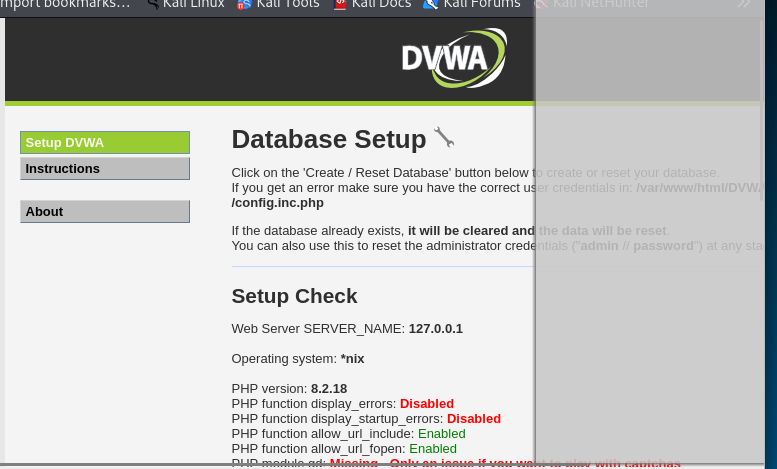 mport bookmarks... Kali Linux Kali Tools Kali Docs Kali Forums Kali NetHunter
DVWA
Setup DVWA
Instructions
About
Database Setup
Click on the 'Create / Reset Database' button below to create or reset your database.
If you get an error make sure you have the correct user credentials in: /var/www/html/DVWA
/config.inc.php
If the database already exists, it will be cleared and the data will be reset.
You can also use this to reset the administrator credentials ("admin // password") at any sta
Setup Check
Web Server SERVER_NAME: 127.0.0.1
Operating system: *nix
PHP version: 8.2.18
PHP function display_errors: Disabled
PHP function display_startup_errors: Disabled
PHP function allow_url_include: Enabled
PHP function allow_url_fopen: Enabled
PHP module gd: Missing - Only an issue if you want to play with captchas